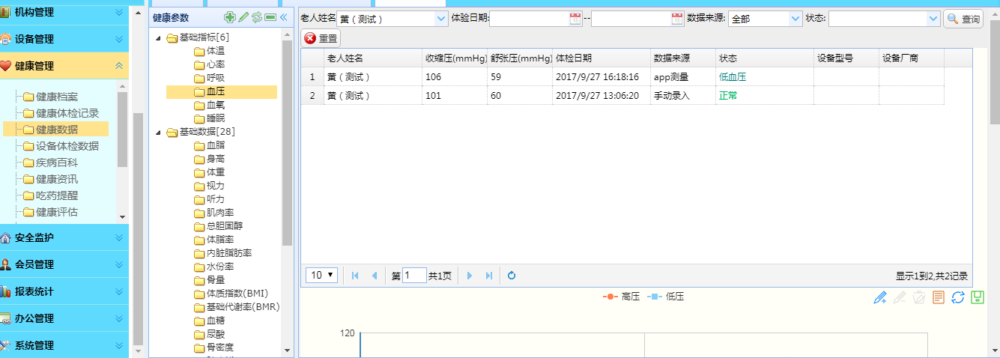 机构管理
设备管理
健康管理
健康档案
健康体检记录
健康数据
设备体检数据
疾病百科
健康资讯
吃药提醒
健康评估
安全监护
会员管理
报表统计
办公管理
系统管理
健康参数
基础指标[6]
体温
心率
呼吸
血压
血氧
睡眠
基础数据[28]
血脂
身高
体重
视力
听力
肌肉率
总胆固醇
体脂率
内脏脂肪率
水份率
骨量
体质指数(BMI)
基础代谢率(BMR)
血糖
尿酸
骨密度
老人姓名 黄（测试） 体验日期: -- 数据来源: 全部 状态: 查询
重置
老人姓名 收缩压(mmHg) 舒张压(mmHg) 体检日期 数据来源 状态 设备型号 设备厂商
1 黄（测试） 106 59 2017/9/27 16:18:16 app测量 低血压
2 黄（测试） 101 60 2017/9/27 13:06:20 手动录入 正常
10 第 1 共1页 显示1到2,共2记录
高压 低压
120